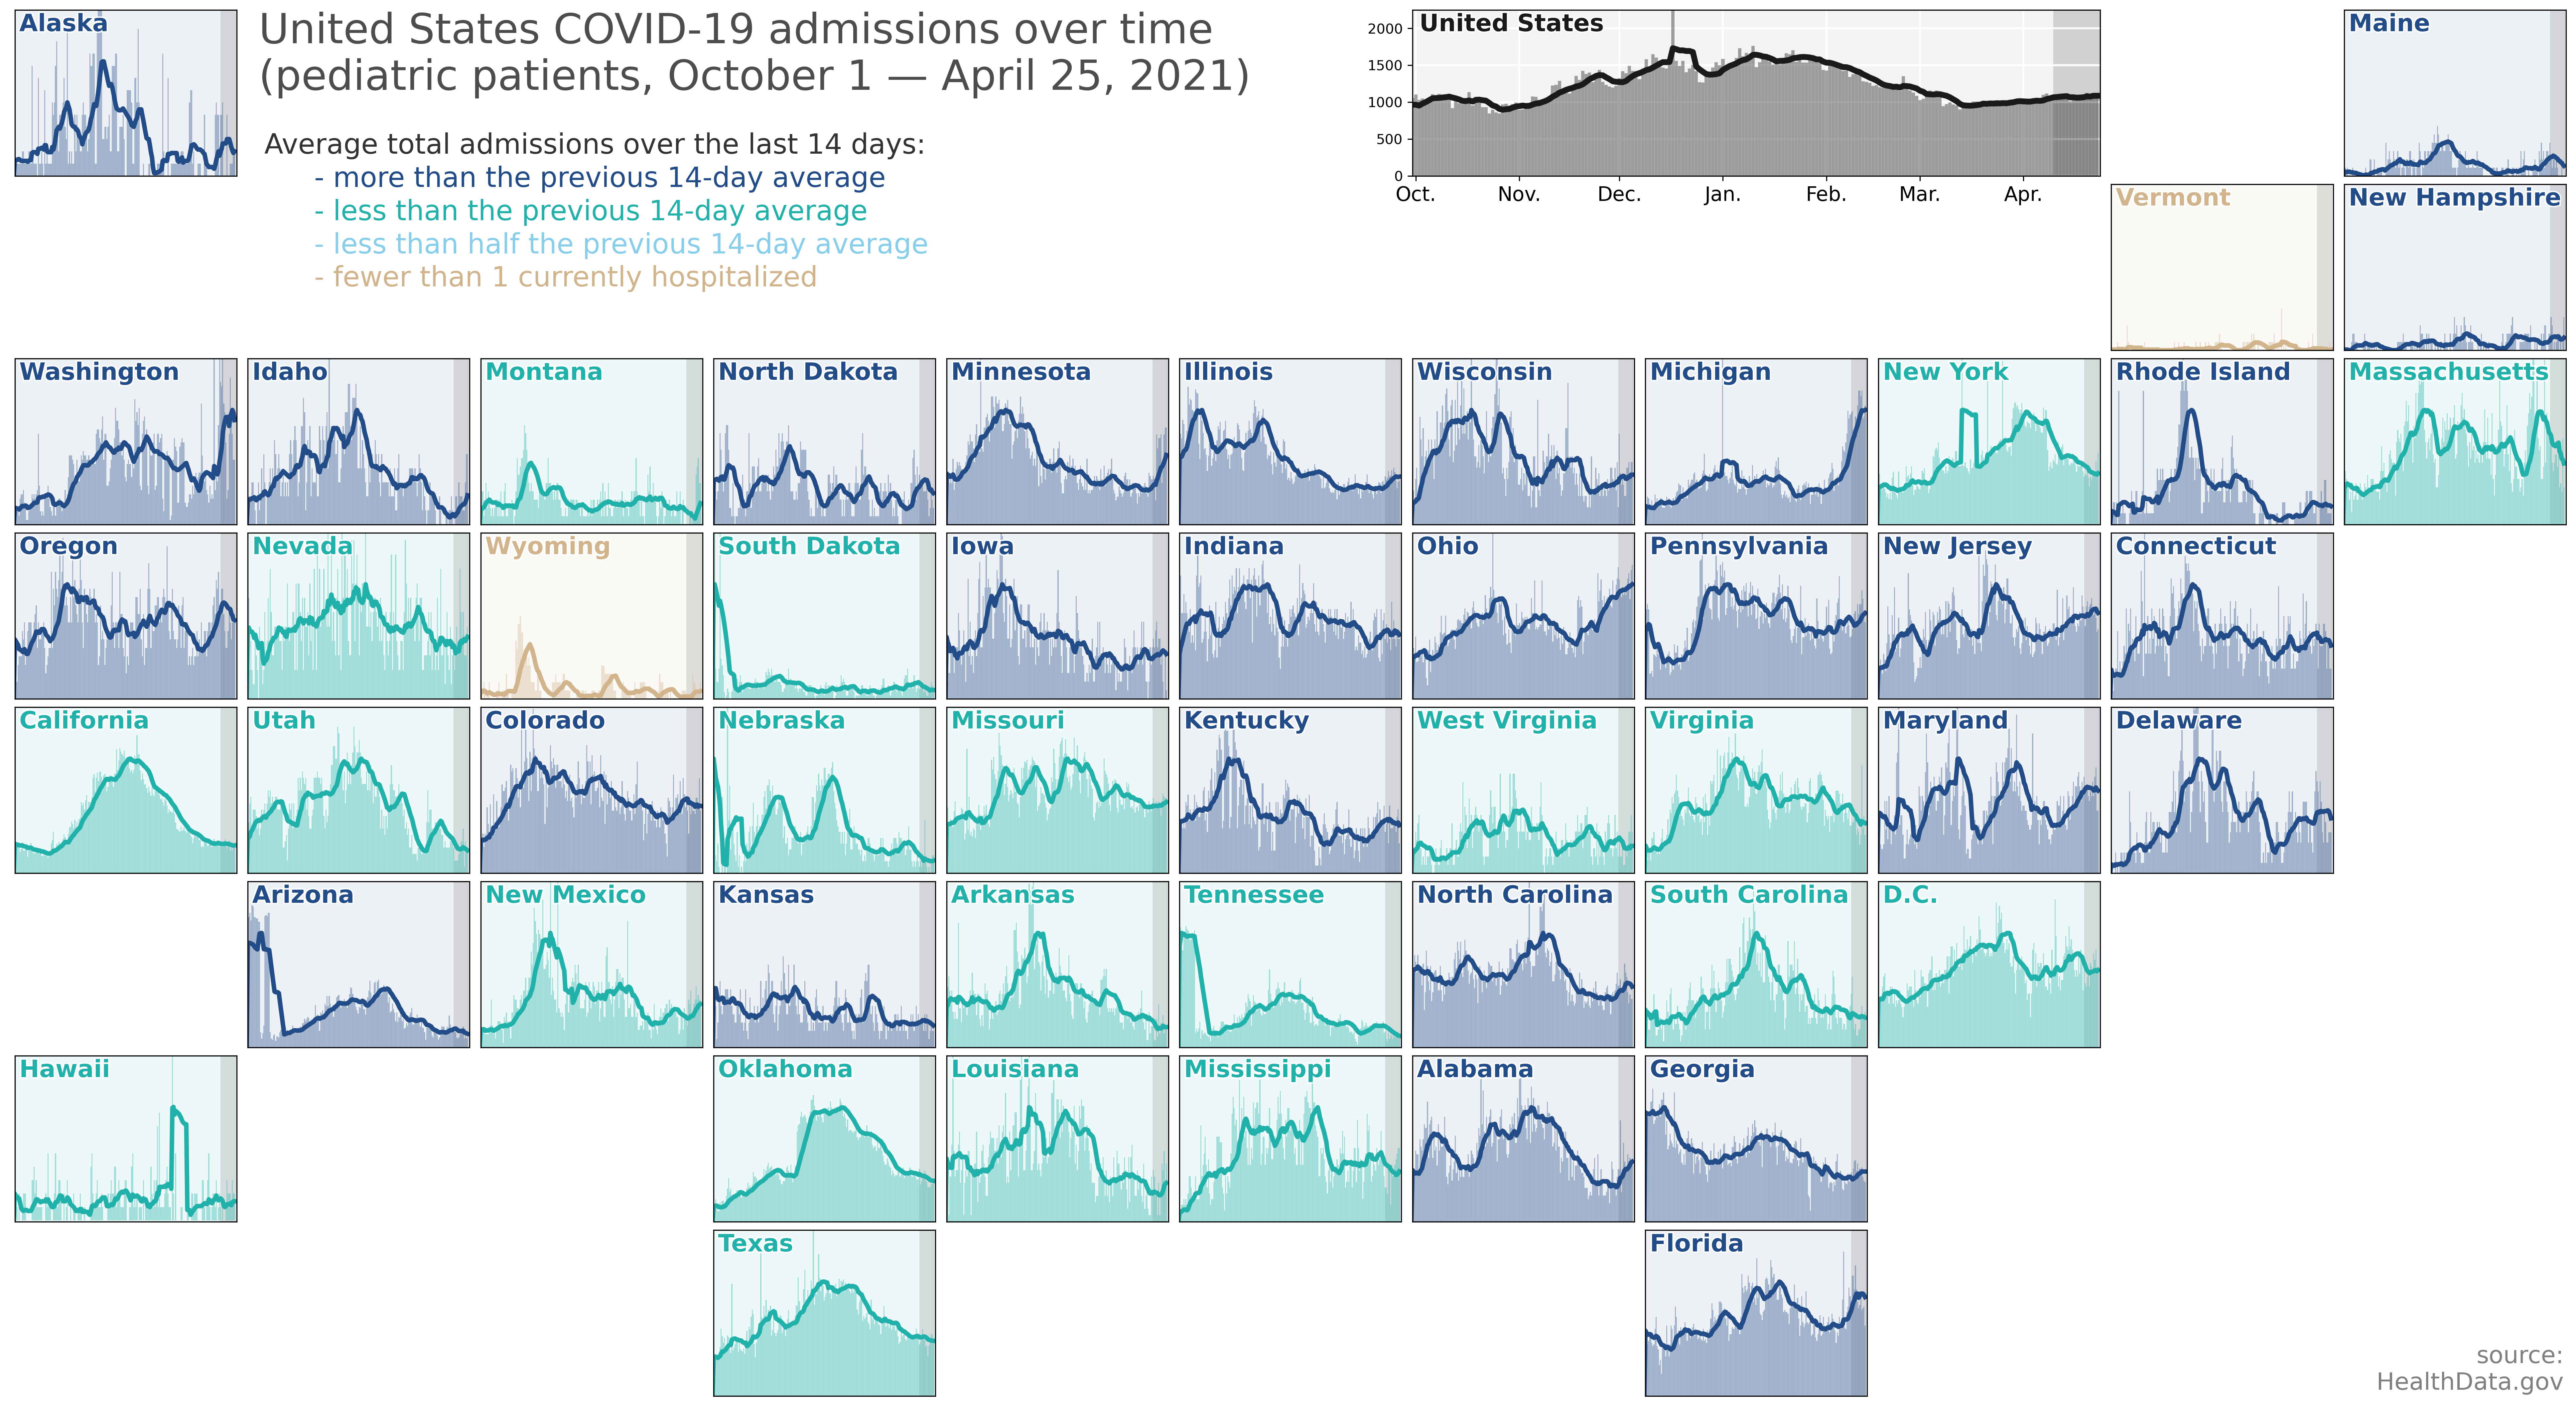 Alaska
United States COVID-19 admissions over time
(pediatric patients, October 1 — April 25, 2021)
Average total admissions over the last 14 days:
- more than the previous 14-day average
- less than the previous 14-day average
- less than half the previous 14-day average
- fewer than 1 currently hospitalized
United States
2000
1500
1000
500
0
Oct. Nov. Dec. Jan. Feb. Mar. Apr.
Maine
Vermont
New Hampshire
Washington
Idaho
Montana
North Dakota
Minnesota
Illinois
Wisconsin
Michigan
New York
Rhode Island
Massachusetts
Oregon
Nevada
Wyoming
South Dakota
Iowa
Indiana
Ohio
Pennsylvania
New Jersey
Connecticut
California
Utah
Colorado
Nebraska
Missouri
Kentucky
West Virginia
Virginia
Maryland
Delaware
Arizona
New Mexico
Kansas
Arkansas
Tennessee
North Carolina
South Carolina
D.C.
Hawaii
Oklahoma
Louisiana
Mississippi
Alabama
Georgia
Texas
Florida
source:
HealthData.gov